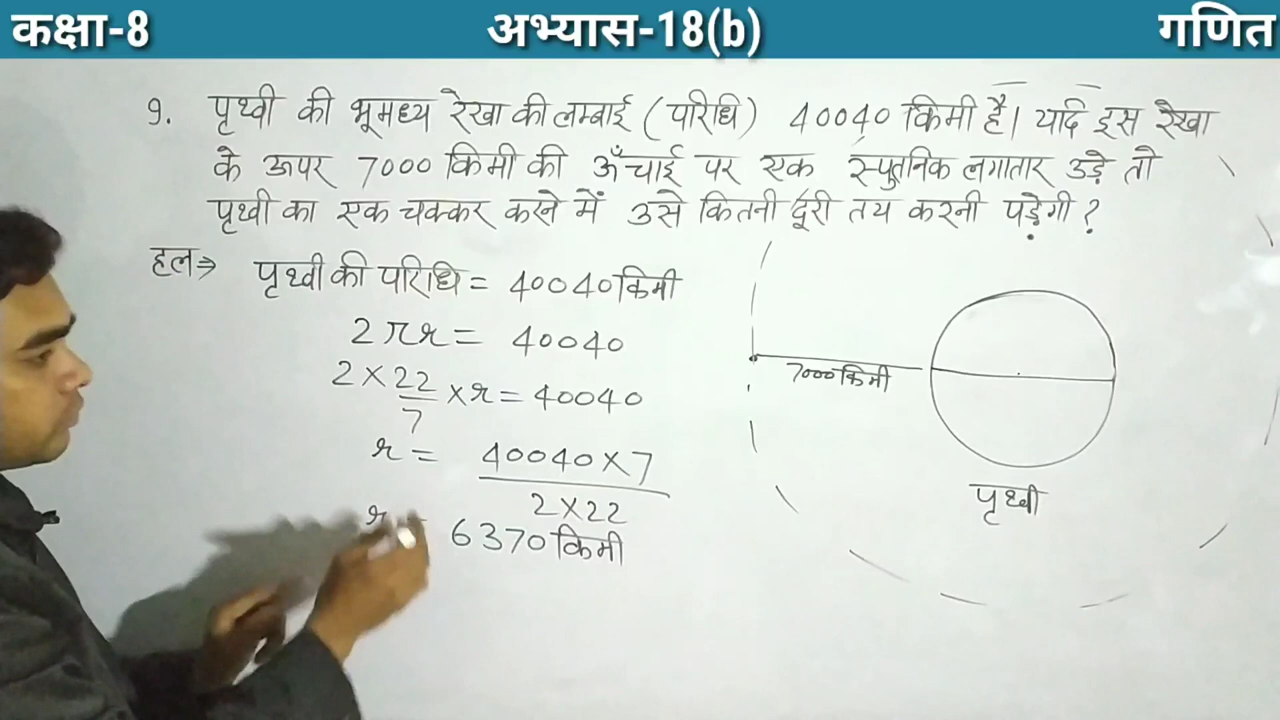 कक्षा-8 अभ्यास-18(b) गणित
9. पृथ्वी की भूमध्य रेखा की लम्बाई (परिधि) 40040 किमी है। यदि इस रेखा
के ऊपर 7000 किमी की ऊँचाई पर एक स्पुतनिक लगातार उड़े तो
पृथ्वी का एक चक्कर करने में उसे कितनी दूरी तय करनी पड़ेगी?
हल⇒ पृथ्वी की परिधि = 40040 किमी
2πr = 40040
2 × 22/7 × r = 40040
r = 40040 × 7 / 2 × 22
r = 6370 किमी
7000 किमी
पृथ्वी